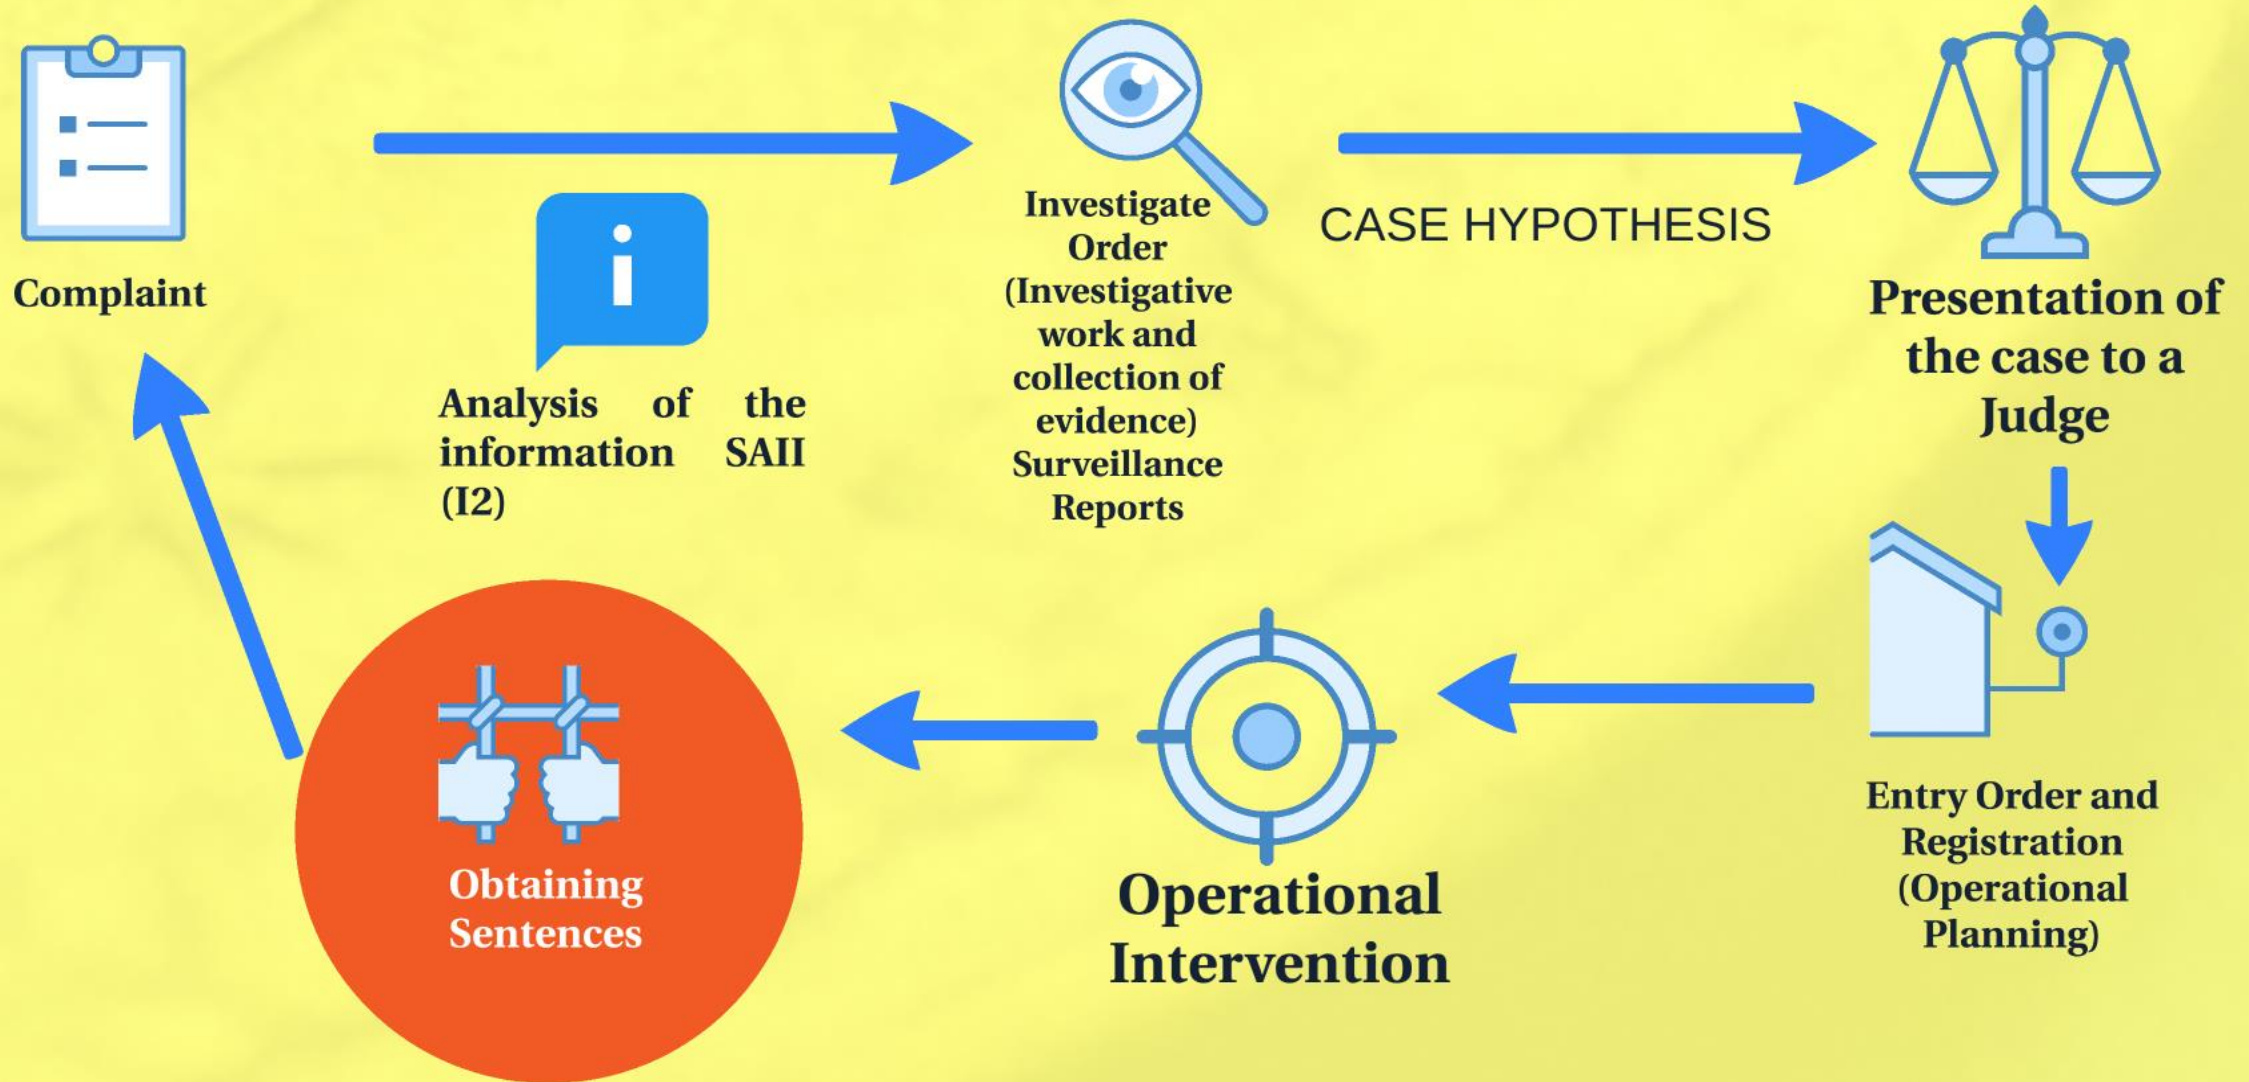 Complaint
Analysis of the
information SAII
(I2)
Investigate
Order
(Investigative
work and
collection of
evidence)
Surveillance
Reports
CASE HYPOTHESIS
Presentation of
the case to a
Judge
Entry Order and
Registration
(Operational
Planning)
Operational
Intervention
Obtaining
Sentences